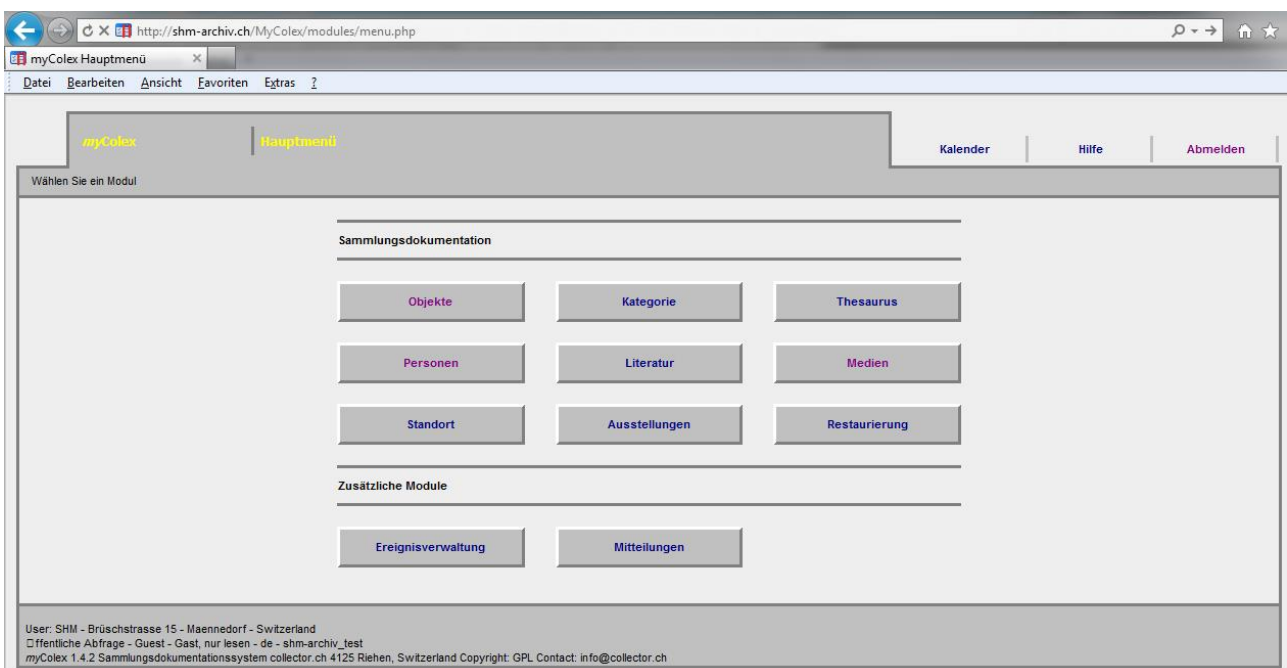 http://shm-archiv.ch/MyColex/modules/menu.php
myColex Hauptmenü
Datei Bearbeiten Ansicht Favoriten Extras ?
myColex Hauptmenü
Kalender Hilfe Abmelden
Wählen Sie ein Modul
Sammlungsdokumentation
Objekte Kategorie Thesaurus
Personen Literatur Medien
Standort Ausstellungen Restaurierung
Zusätzliche Module
Ereignisverwaltung Mitteilungen
User: SHM - Brüschstrasse 15 - Maennedorf - Switzerland
□ffentliche Abfrage - Guest - Gast, nur lesen - de - shm-archiv_test
myColex 1.4.2 Sammlungsdokumentationssystem collector.ch 4125 Riehen, Switzerland Copyright: GPL Contact: info@collector.ch